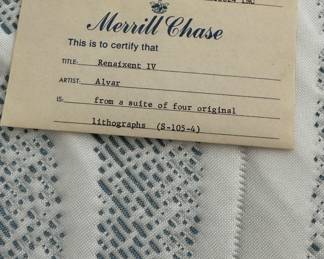 Merrill Chase
This is to certify that
TITLE: Renaixent IV
ARTIST: Alvar
IS: from a suite of four original
lithographs (S-105-4)